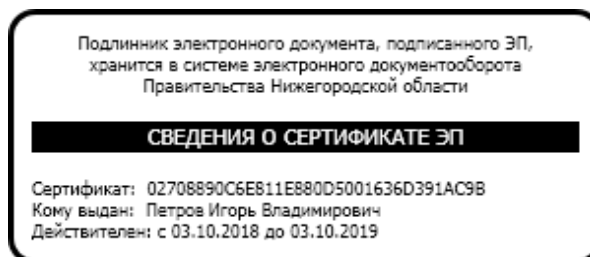 Подлинник электронного документа, подписанного ЭП,
хранится в системе электронного документооборота
Правительства Нижегородской области
СВЕДЕНИЯ О СЕРТИФИКАТЕ ЭП
Сертификат: 02708890C6E811E880D5001636D391AC9B
Кому выдан: Петров Игорь Владимирович
Действителен: с 03.10.2018 до 03.10.2019